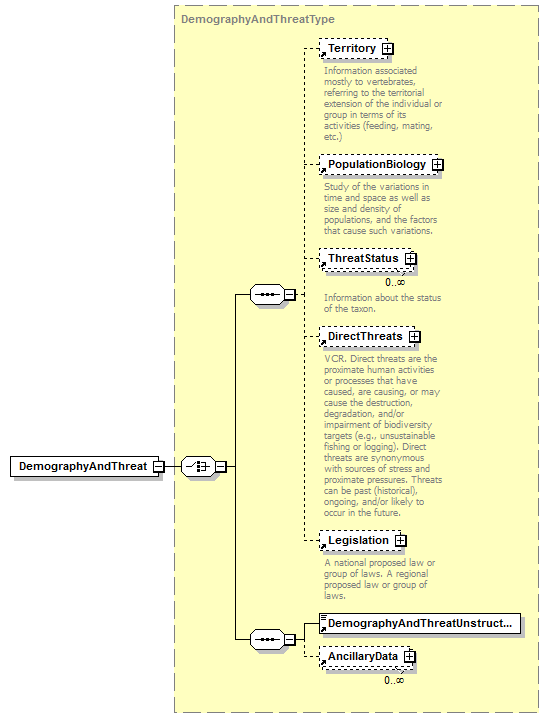 DemographyAndThreatType
Territory
Information associated
mostly to vertebrates,
referring to the territorial
extension of the individual or
group in terms of its
activities (feeding, mating,
etc.)
PopulationBiology
Study of the variations in
time and space as well as
size and density of
populations, and the factors
that cause such variations.
ThreatStatus
0..∞
Information about the status
of the taxon.
DirectThreats
VCR. Direct threats are the
proximate human activities
or processes that have
caused, are causing, or may
cause the destruction,
degradation, and/or
impairment of biodiversity
targets (e.g., unsustainable
fishing or logging). Direct
threats are synonymous
with sources of stress and
proximate pressures. Threats
can be past (historical),
ongoing, and/or likely to
occur in the future.
DemographyAndThreat
Legislation
A national proposed law or
group of laws. A regional
proposed law or group of
laws.
DemographyAndThreatUnstruct...
AncillaryData
0..∞